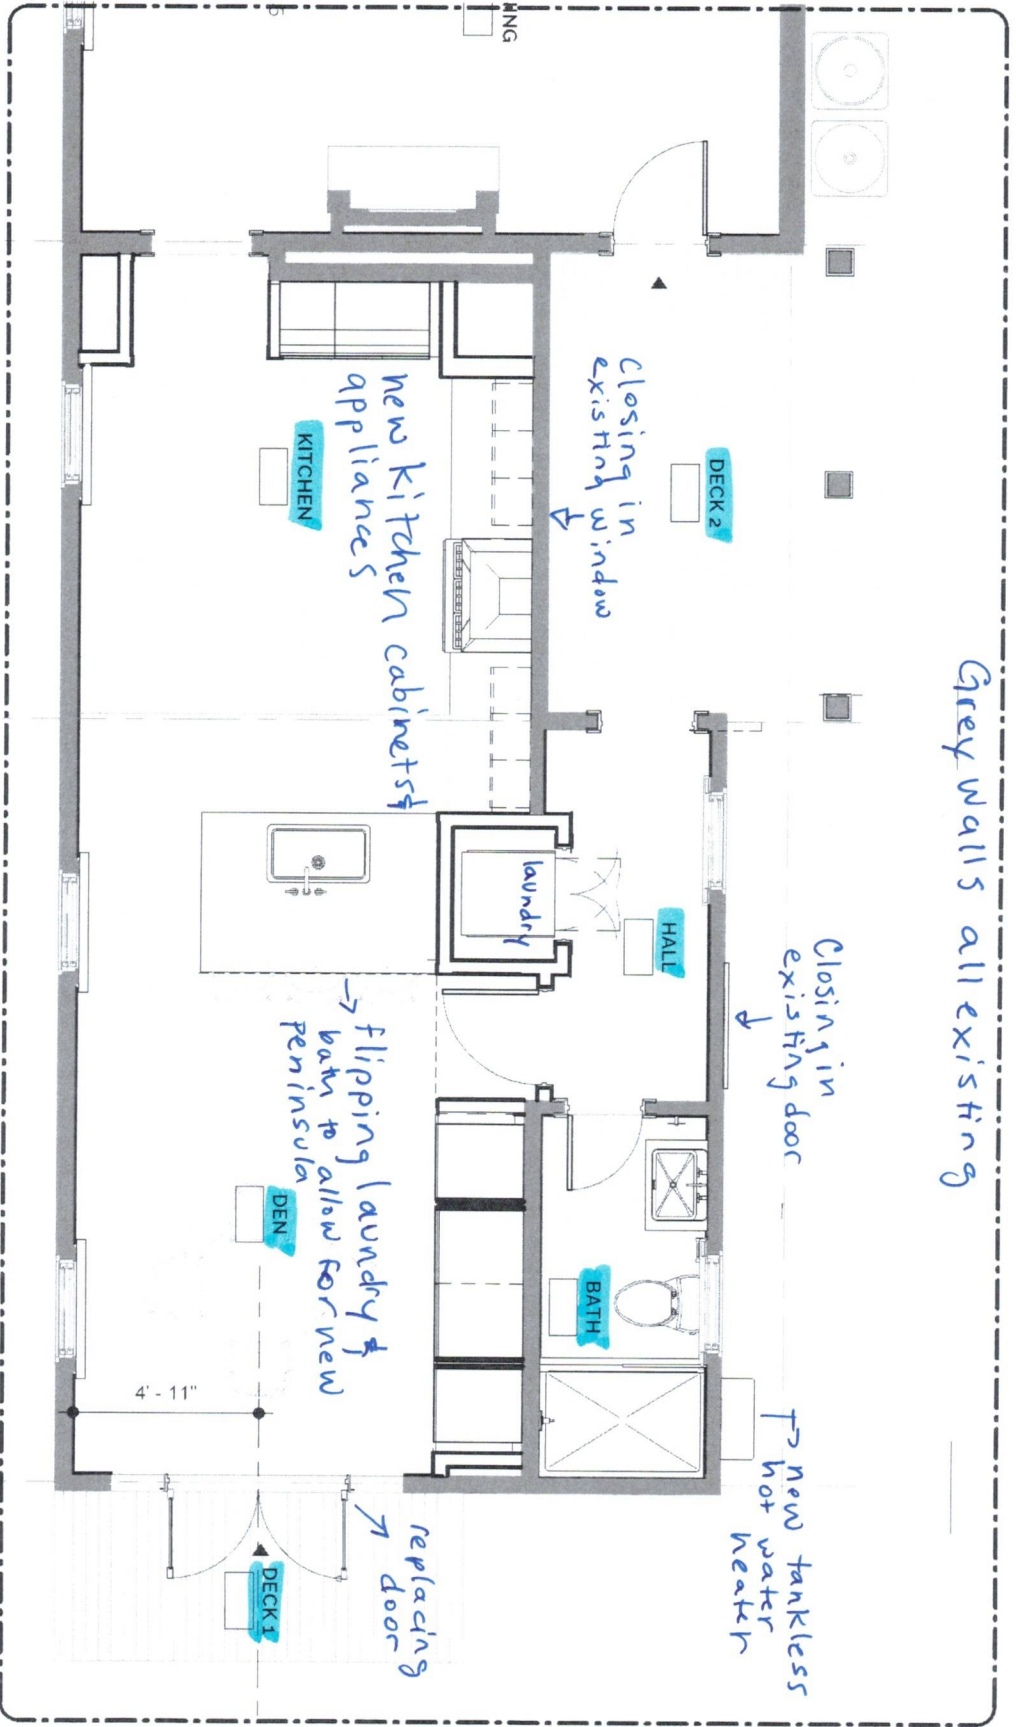 Grey walls all existing
NG
DECK 2
Closing in
existing window
Closing in
existing door
KITCHEN
new kitchen cabinets &
appliances
laundry
HALL
→ flipping laundry &
bath to allow for new
peninsula
DEN
BATH
→ new tankless
hot water
heater
4' - 11"
replacing
door
DECK 1